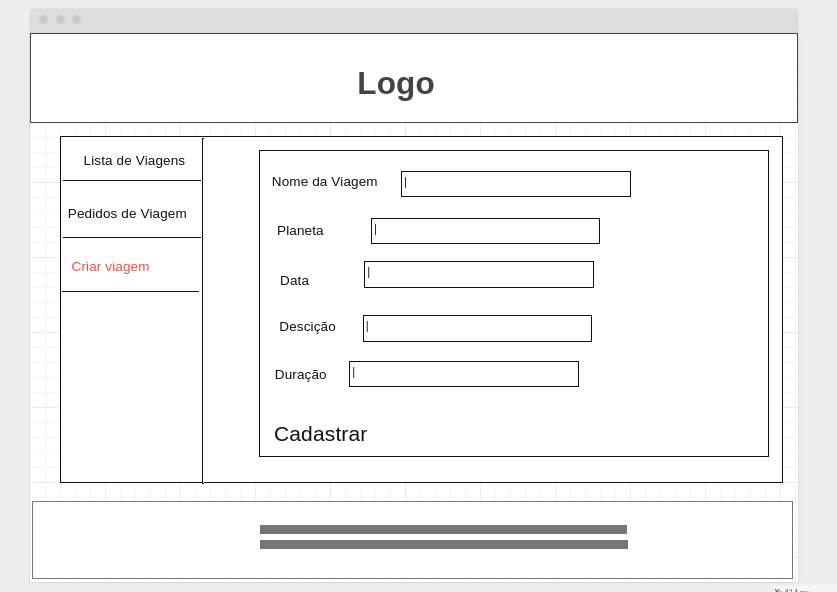 Logo
Lista de Viagens
Pedidos de Viagem
Criar viagem
Nome da Viagem
Planeta
Data
Descição
Duração
Cadastrar